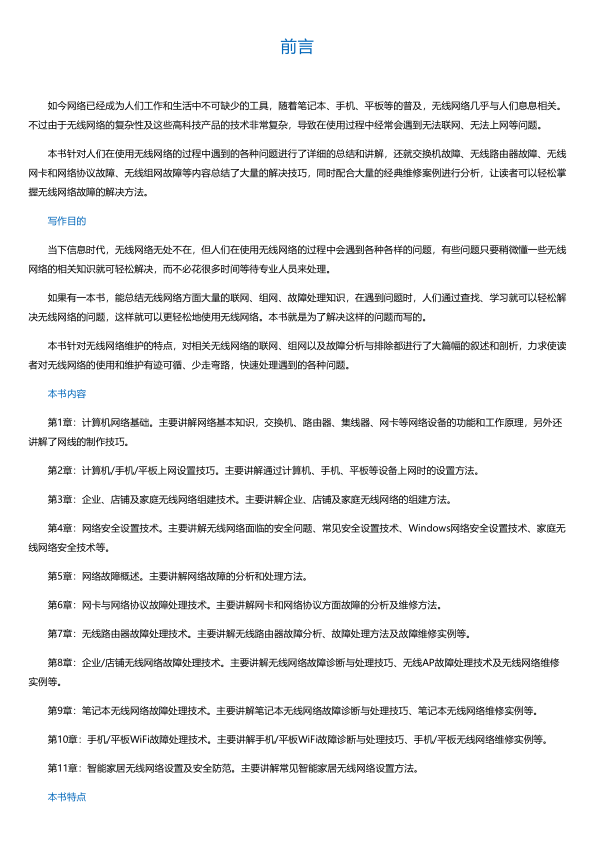 前言
如今网络已经成为人们工作和生活中不可缺少的工具，随着笔记本、手机、平板等的普及，无线网络几乎与人们息息相关。
不过由于无线网络的复杂性及这些高科技产品的技术非常复杂，导致在使用过程中经常会遇到无法联网、无法上网等问题。
本书针对人们在使用无线网络的过程中遇到的各种问题进行了详细的总结和讲解，还就交换机故障、无线路由器故障、无线
网卡和网络协议故障、无线组网故障等内容总结了大量的解决技巧，同时配合大量的经典维修案例进行分析，让读者可以轻松掌
握无线网络故障的解决方法。
写作目的
当下信息时代，无线网络无处不在，但人们在使用无线网络的过程中会遇到各种各样的问题，有些问题只要稍微懂一些无线
网络的相关知识就可轻松解决，而不必花很多时间等待专业人员来处理。
如果有一本书，能总结无线网络方面大量的联网、组网、故障处理知识，在遇到问题时，人们通过查找、学习就可以轻松解
决无线网络的问题，这样就可以更轻松地使用无线网络。本书就是为了解决这样的问题而写的。
本书针对无线网络维护的特点，对相关无线网络的联网、组网以及故障分析与排除都进行了大篇幅的叙述和剖析，力求使读
者对无线网络的使用和维护有迹可循、少走弯路，快速处理遇到的各种问题。
本书内容
第1章：计算机网络基础。主要讲解网络基本知识，交换机、路由器、集线器、网卡等网络设备的功能和工作原理，另外还
讲解了网线的制作技巧。
第2章：计算机/手机/平板上网设置技巧。主要讲解通过计算机、手机、平板等设备上网时的设置方法。
第3章：企业、店铺及家庭无线网络组建技术。主要讲解企业、店铺及家庭无线网络的组建方法。
第4章：网络安全设置技术。主要讲解无线网络面临的安全问题、常见安全设置技术、Windows网络安全设置技术、家庭无
线网络安全技术等。
第5章：网络故障概述。主要讲解网络故障的分析和处理方法。
第6章：网卡与网络协议故障处理技术。主要讲解网卡和网络协议方面故障的分析及维修方法。
第7章：无线路由器故障处理技术。主要讲解无线路由器故障分析、故障处理方法及故障维修实例等。
第8章：企业/店铺无线网络故障处理技术。主要讲解无线网络故障诊断与处理技巧、无线AP故障处理技术及无线网络维修
实例等。
第9章：笔记本无线网络故障处理技术。主要讲解笔记本无线网络故障诊断与处理技巧、笔记本无线网络维修实例等。
第10章：手机/平板WiFi故障处理技术。主要讲解手机/平板WiFi故障诊断与处理技巧、手机/平板无线网络维修实例等。
第11章：智能家居无线网络设置及安全防范。主要讲解常见智能家居无线网络设置方法。
本书特点